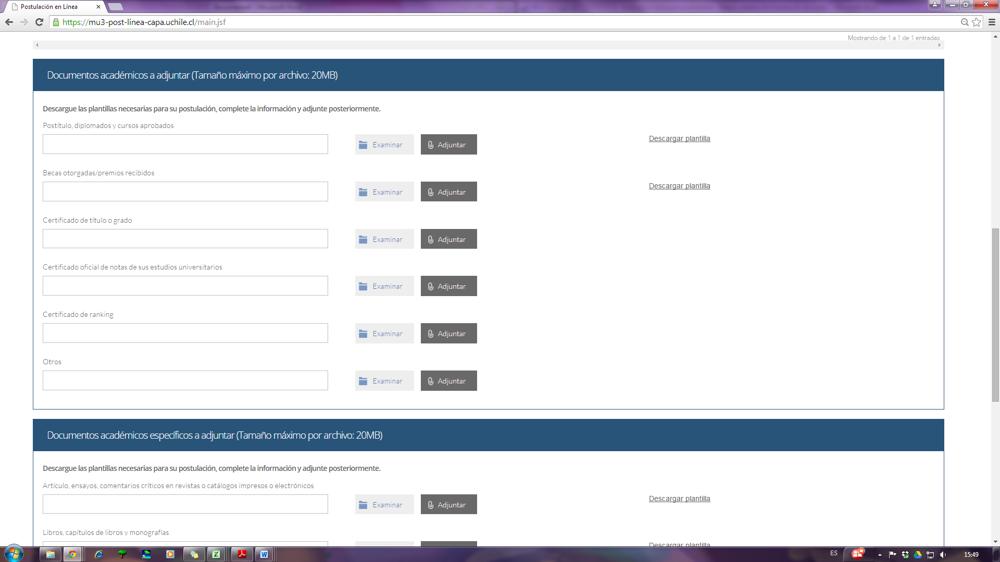 Postulación en Línea
https://mu3-post-linea-capa.uchile.cl/main.jsf
Mostrando de 1 a 1 de 1 entradas
Documentos académicos a adjuntar (Tamaño máximo por archivo: 20MB)
Descargue las plantillas necesarias para su postulación, complete la información y adjunte posteriormente.
Postítulo, diplomados y cursos aprobados
Examinar Adjuntar Descargar plantilla
Becas otorgadas/premios recibidos
Examinar Adjuntar Descargar plantilla
Certificado de título o grado
Examinar Adjuntar
Certificado oficial de notas de sus estudios universitarios
Examinar Adjuntar
Certificado de ranking
Examinar Adjuntar
Otros
Examinar Adjuntar
Documentos académicos específicos a adjuntar (Tamaño máximo por archivo: 20MB)
Descargue las plantillas necesarias para su postulación, complete la información y adjunte posteriormente.
Artículo, ensayos, comentarios críticos en revistas o catálogos impresos o electrónicos
Examinar Adjuntar Descargar plantilla
Libros, capítulos de libros y monografías
Descargar plantilla
ES 15:49